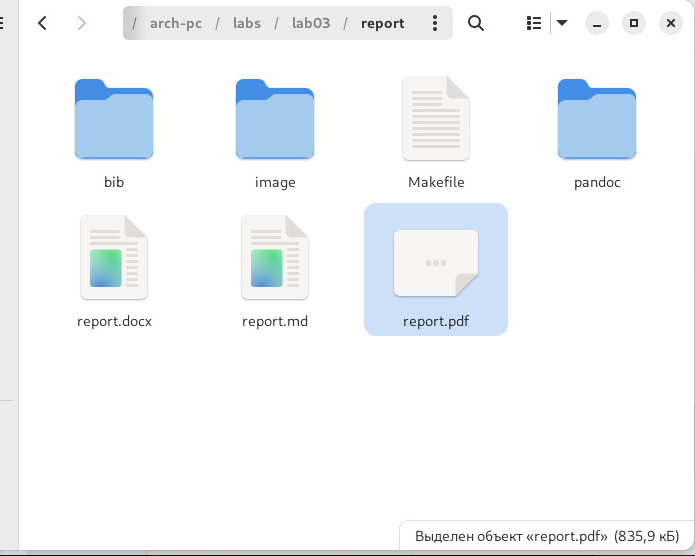 / arch-pc / labs / lab03 / report
bib image Makefile pandoc
report.docx report.md report.pdf
Выделен объект «report.pdf» (835,9 кБ)